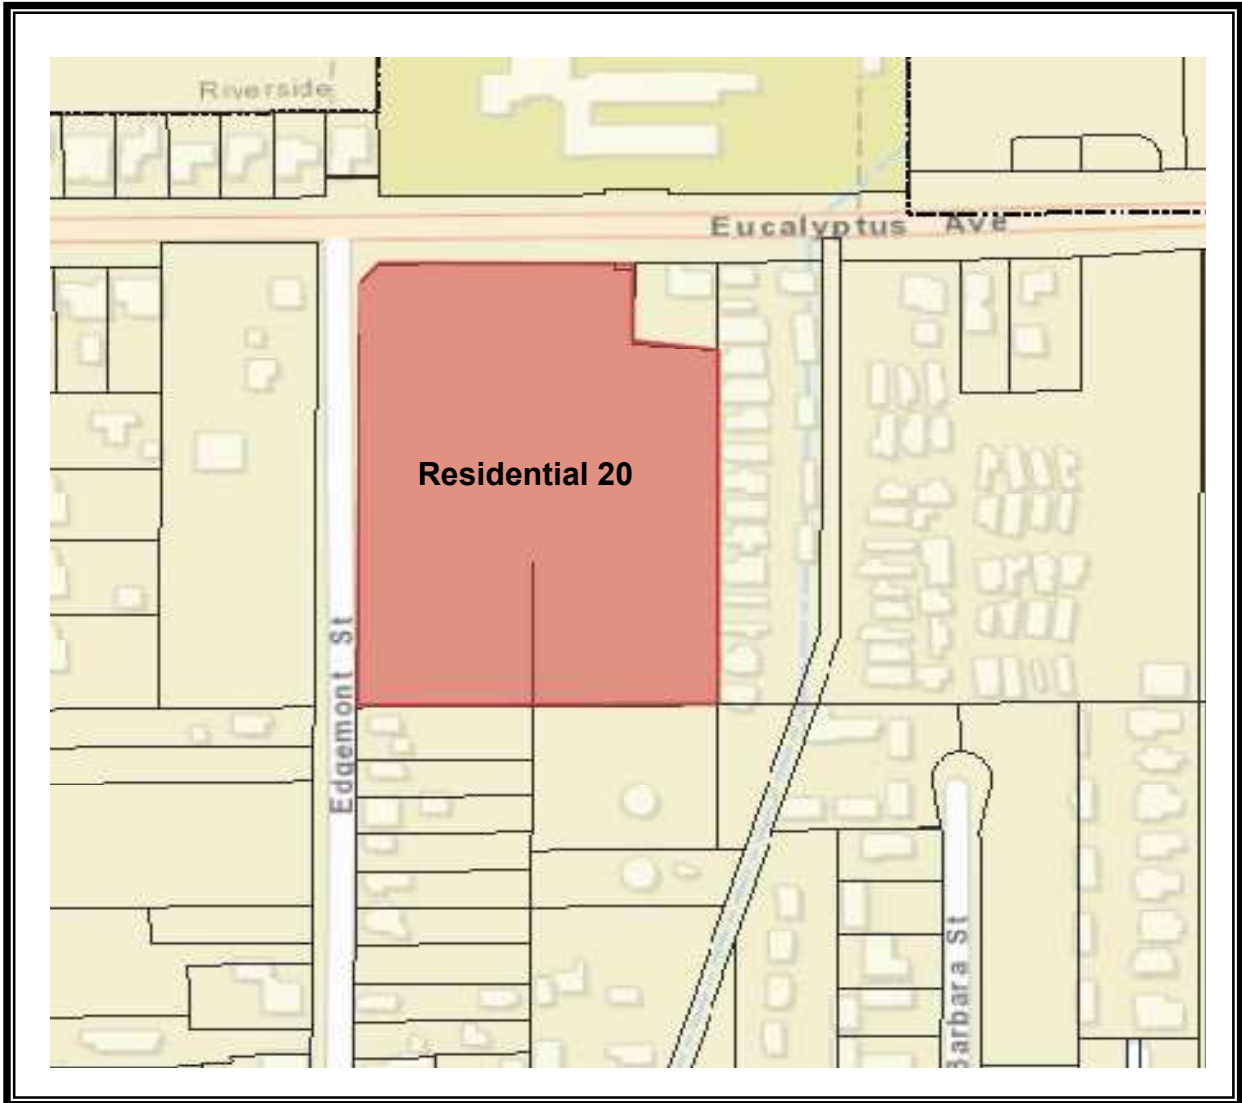 Riverside
Eucalyptus Ave
Residential 20
Edgemont St
Barbara St